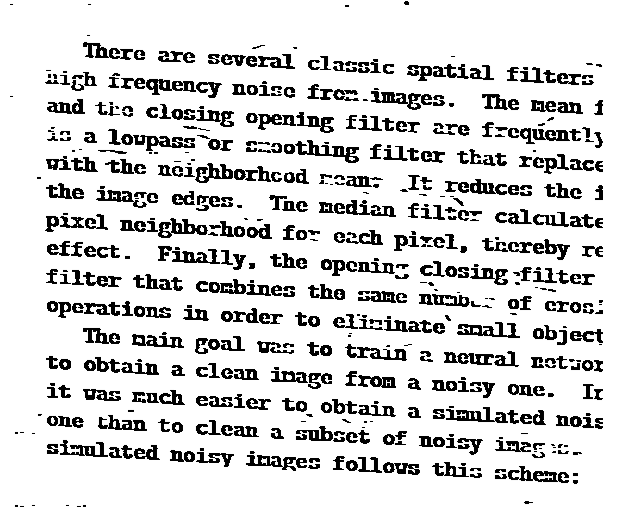 There are several classic spatial filters
high frequency noise from images. The mean f
and the closing opening filter are frequently
is a lowpass or smoothing filter that replace
with the neighborhood mean. It reduces the i
the image edges. The median filter calculate
pixel neighborhood for each pixel, thereby re
effect. Finally, the opening closing filter
filter that combines the same number of erosi
operations in order to eliminate small object
The main goal was to train a neural networ
to obtain a clean image from a noisy one. In
it was much easier to obtain a simulated nois
one than to clean a subset of noisy images.
simulated noisy images follows this scheme: